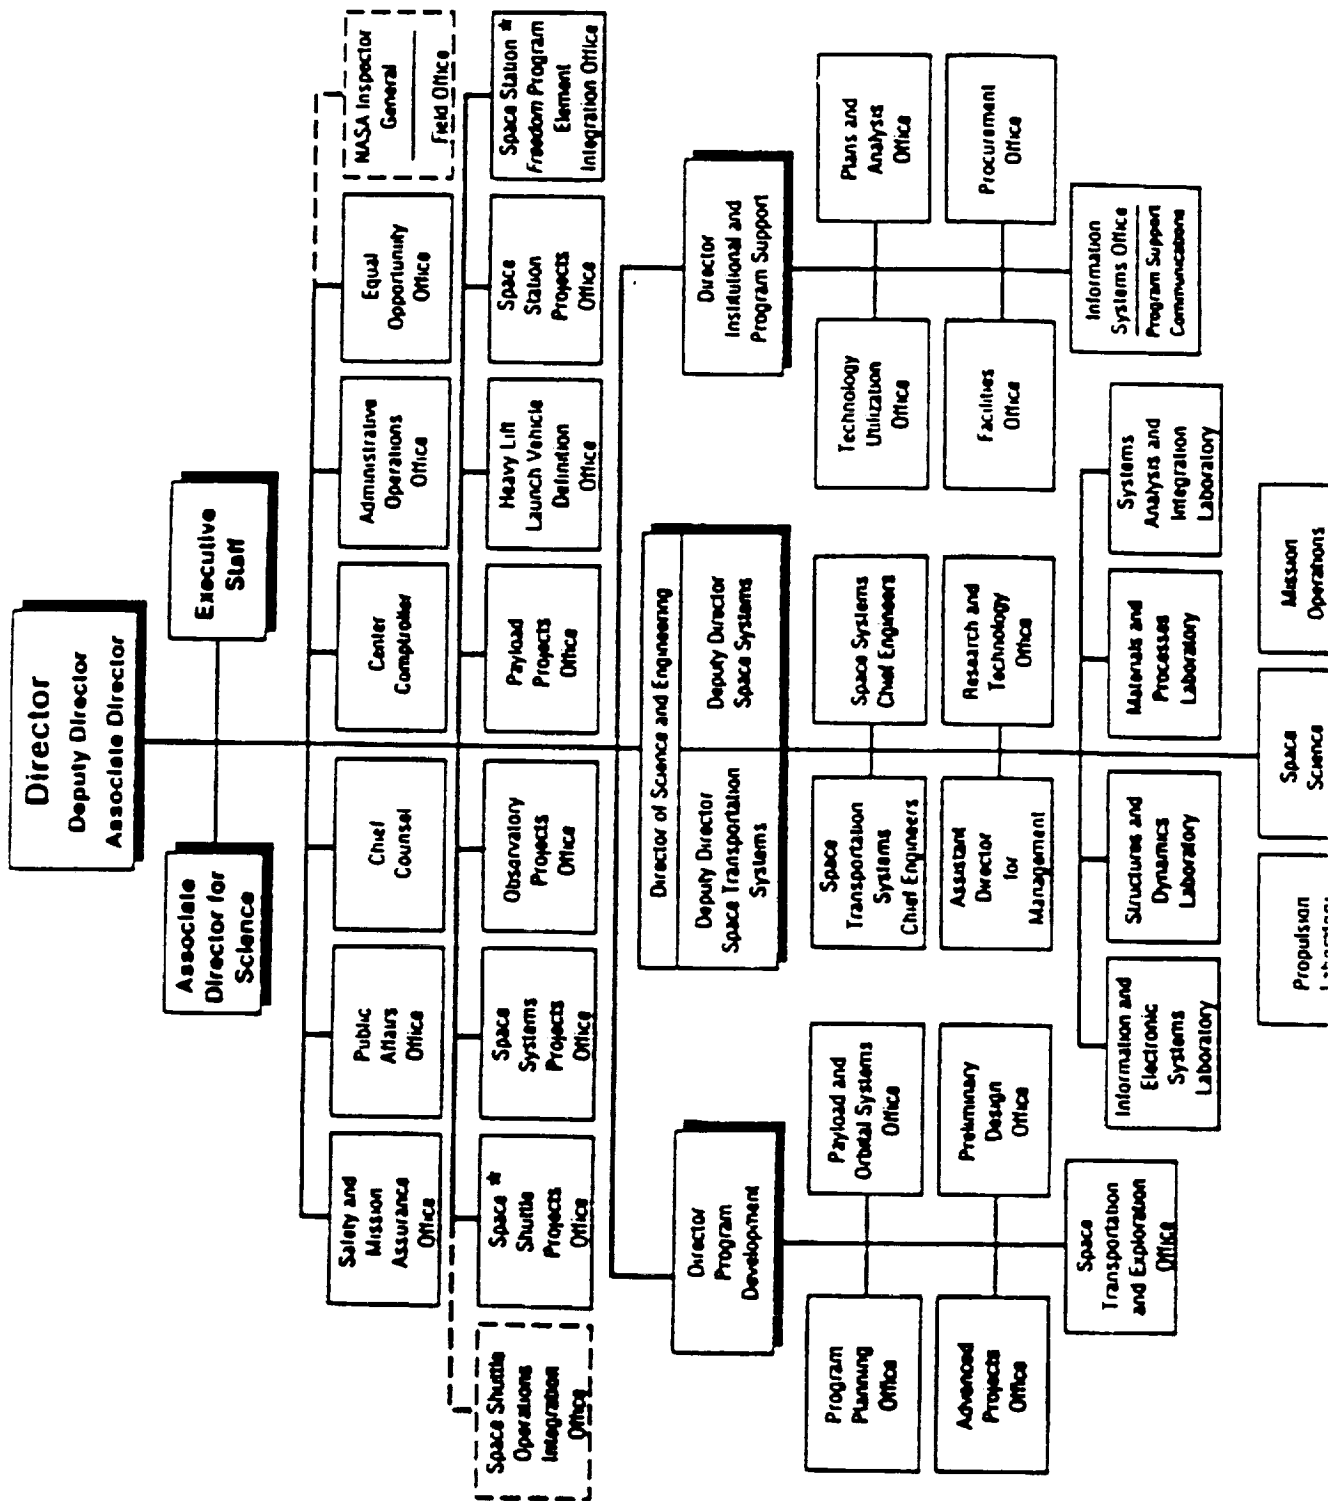 Director
Deputy Director
Associate Director
Associate
Director for
Science
Executive
Staff
Safety and
Mission
Assurance
Office
Public
Affairs
Office
Chief
Counsel
Center
Comptroller
Administrative
Operations
Office
Equal
Opportunity
Office
NASA Inspector
General
Field Office
Space Shuttle
Operations
Integration
Office
Space *
Shuttle
Projects
Office
Space
Systems
Projects
Office
Observatory
Projects
Office
Payload
Projects
Office
Heavy Lift
Launch Vehicle
Definition
Office
Space
Station
Projects
Office
Space Station *
Freedom Program
Element
Integration Office
Director
Program
Development
Director of Science and Engineering
Deputy Director
Space Transportation
Systems
Deputy Director
Space Systems
Director
Institutional and
Program Support
Program
Planning
Office
Payload and
Orbital Systems
Office
Advanced
Projects
Office
Preliminary
Design
Office
Space
Transportation
and Exploration
Office
Space
Transportation
Systems
Chief Engineers
Space Systems
Chief Engineers
Assistant
Director
for
Management
Research and
Technology
Office
Information and
Electronic
Systems
Laboratory
Structures and
Dynamics
Laboratory
Materials and
Processes
Laboratory
Systems
Analysis and
Integration
Laboratory
Propulsion
Space
Science
Mission
Operations
Technology
Utilization
Office
Plans and
Analysis
Office
Facilities
Office
Procurement
Office
Information
Systems Office
Program Support
Communications